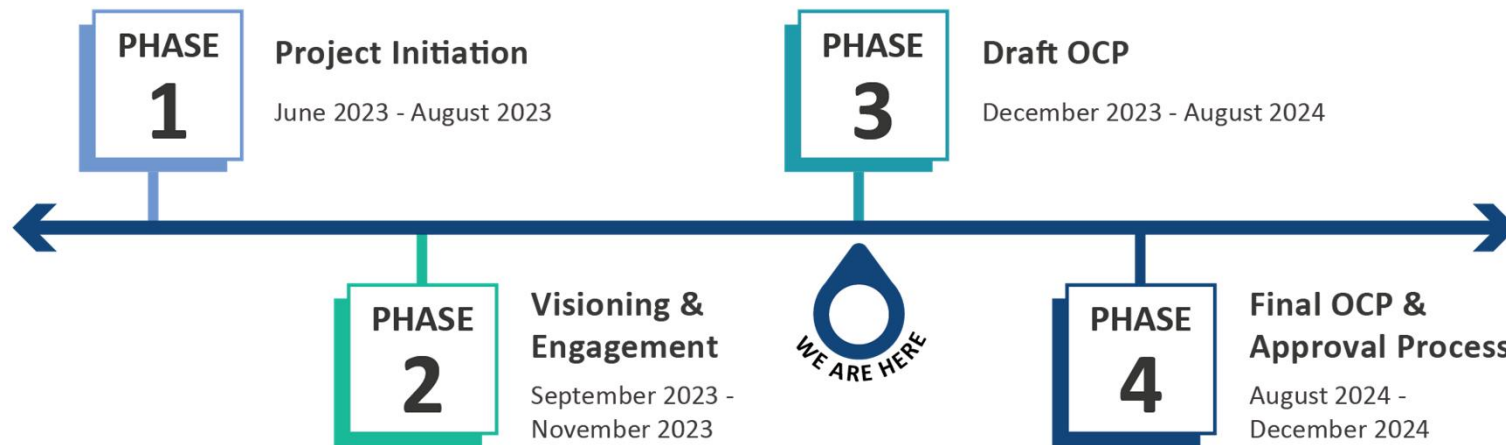 PHASE
1
Project Initiation
June 2023 - August 2023
PHASE
2
Visioning &
Engagement
September 2023 -
November 2023
PHASE
3
Draft OCP
December 2023 - August 2024
WE ARE HERE
PHASE
4
Final OCP &
Approval Process
August 2024 -
December 2024